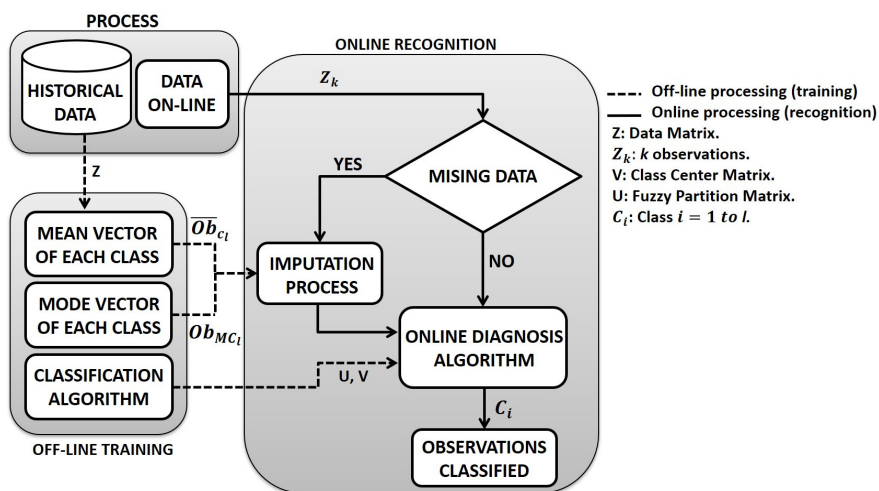 PROCESS
HISTORICAL
DATA
DATA
ON-LINE
Z
ONLINE RECOGNITION
Z_k
MISING DATA
YES
NO
IMPUTATION
PROCESS
ONLINE DIAGNOSIS
ALGORITHM
C_i
OBSERVATIONS
CLASSIFIED
MEAN VECTOR
OF EACH CLASS
\overline{Ob}_{C_l}
MODE VECTOR
OF EACH CLASS
Ob_{MC_l}
CLASSIFICATION
ALGORITHM
U, V
OFF-LINE TRAINING
Off-line processing (training)
Online processing (recognition)
Z: Data Matrix.
Z_k: k observations.
V: Class Center Matrix.
U: Fuzzy Partition Matrix.
C_i: Class i = 1 to l.